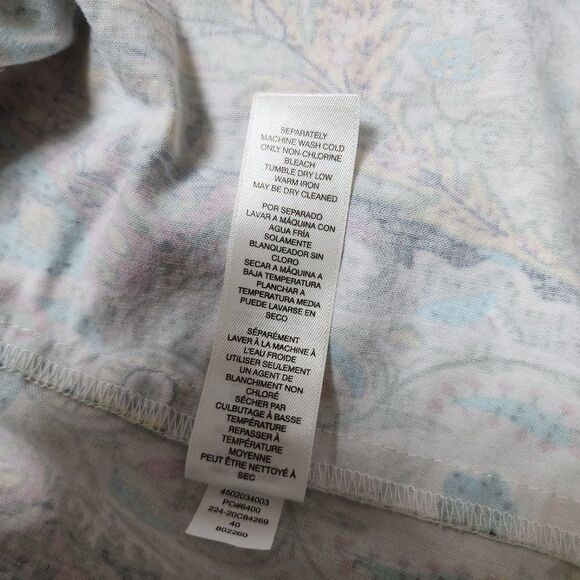 SEPARATELY
MACHINE WASH COLD
ONLY NON-CHLORINE
BLEACH
TUMBLE DRY LOW
WARM IRON
MAY BE DRY CLEANED
POR SEPARADO
LAVAR A MÁQUINA CON
AGUA FRÍA
SOLAMENTE
BLANQUEADOR SIN
CLORO
SECAR A MÁQUINA A
BAJA TEMPERATURA
PLANCHAR A
TEMPERATURA MEDIA
PUEDE LAVARSE EN
SECO
SÉPARÉMENT
LAVER À LA MACHINE À
L'EAU FROIDE
UTILISER SEULEMENT
UN AGENT DE
BLANCHIMENT NON
CHLORÉ
SÉCHER PAR
CULBUTAGE À BASSE
TEMPÉRATURE
REPASSER À
TEMPÉRATURE
MOYENNE
PEUT ÊTRE NETTOYÉ À
SEC
4502034003
PO#6400
224-20C84269
40
802260